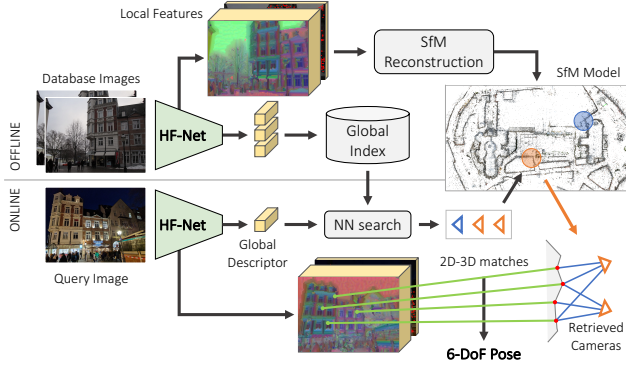 Local Features
SfM
Reconstruction
SfM Model
Database Images
HF-Net
Global
Index
OFFLINE
ONLINE
HF-Net
Global
Descriptor
NN search
Query Image
2D-3D matches
6-DoF Pose
Retrieved
Cameras